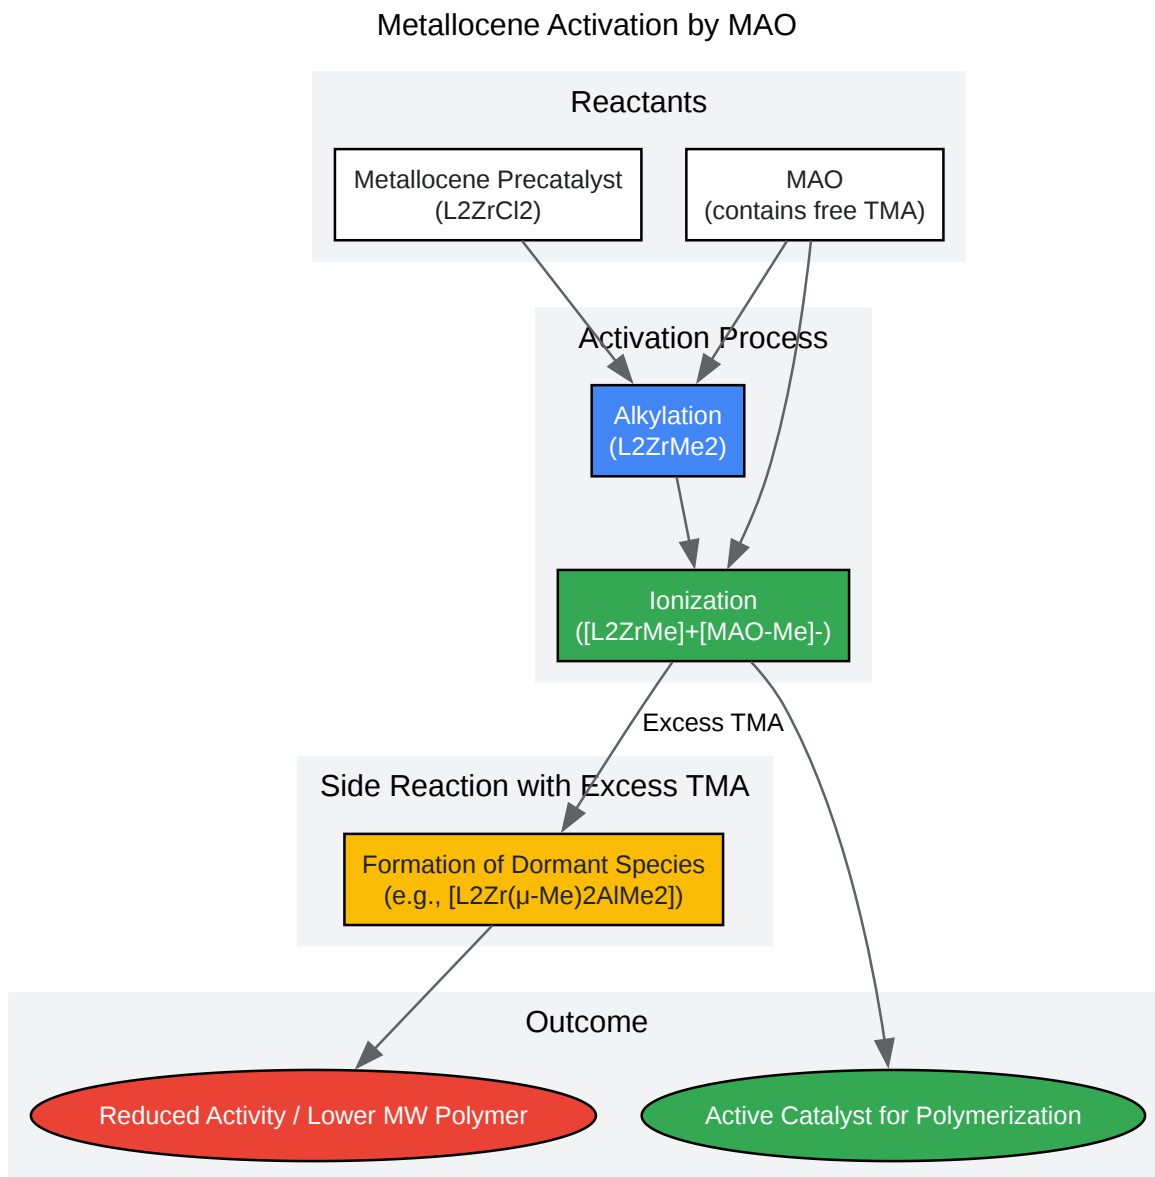 Metallocene Activation by MAO
Reactants
Metallocene Precatalyst
(L2ZrCl2)
MAO
(contains free TMA)
Activation Process
Alkylation
(L2ZrMe2)
Ionization
([L2ZrMe]+[MAO-Me]-)
Excess TMA
Side Reaction with Excess TMA
Formation of Dormant Species
(e.g., [L2Zr(μ-Me)2AlMe2])
Outcome
Reduced Activity / Lower MW Polymer
Active Catalyst for Polymerization